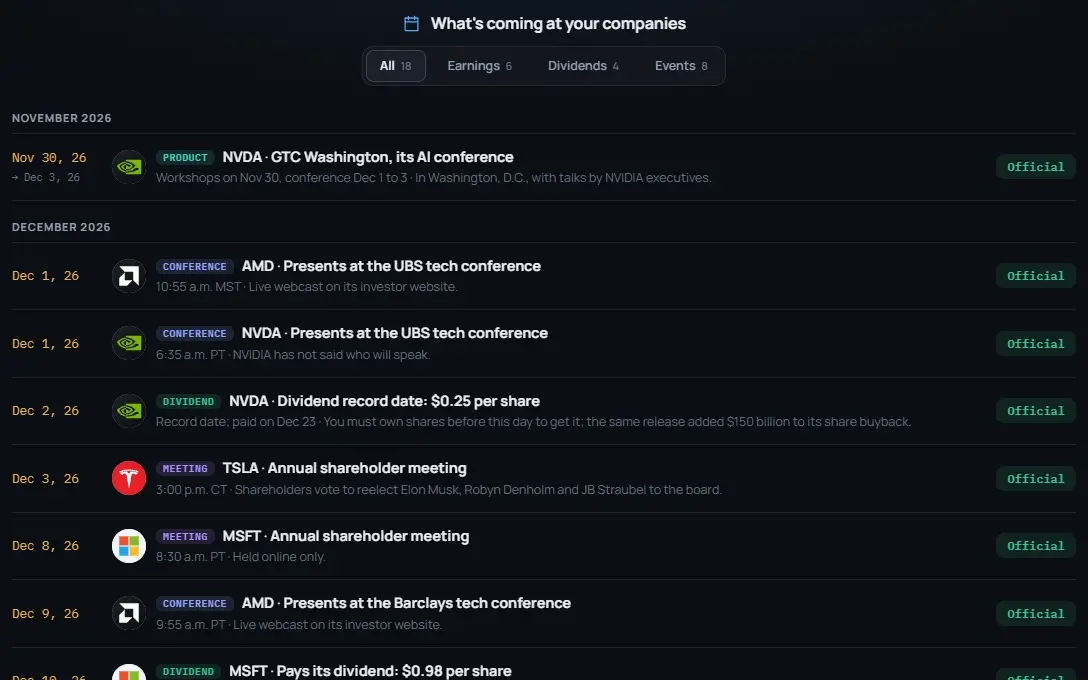 What's coming at your companies
All 18 Earnings 6 Dividends 4 Events 8
NOVEMBER 2026
Nov 30, 26 PRODUCT NVDA · GTC Washington, its AI conference Official
→ Dec 3, 26 Workshops on Nov 30, conference Dec 1 to 3 · In Washington, D.C., with talks by NVIDIA executives.
DECEMBER 2026
Dec 1, 26 CONFERENCE AMD · Presents at the UBS tech conference Official
10:55 a.m. MST · Live webcast on its investor website.
Dec 1, 26 CONFERENCE NVDA · Presents at the UBS tech conference Official
6:35 a.m. PT · NVIDIA has not said who will speak.
Dec 2, 26 DIVIDEND NVDA · Dividend record date: $0.25 per share Official
Record date; paid on Dec 23 · You must own shares before this day to get it; the same release added $150 billion to its share buyback.
Dec 3, 26 MEETING TSLA · Annual shareholder meeting Official
3:00 p.m. CT · Shareholders vote to reelect Elon Musk, Robyn Denholm and JB Straubel to the board.
Dec 8, 26 MEETING MSFT · Annual shareholder meeting Official
8:30 a.m. PT · Held online only.
Dec 9, 26 CONFERENCE AMD · Presents at the Barclays tech conference Official
9:55 a.m. PT · Live webcast on its investor website.
Dec 10, 26 DIVIDEND MSFT · Pays its dividend: $0.98 per share Official